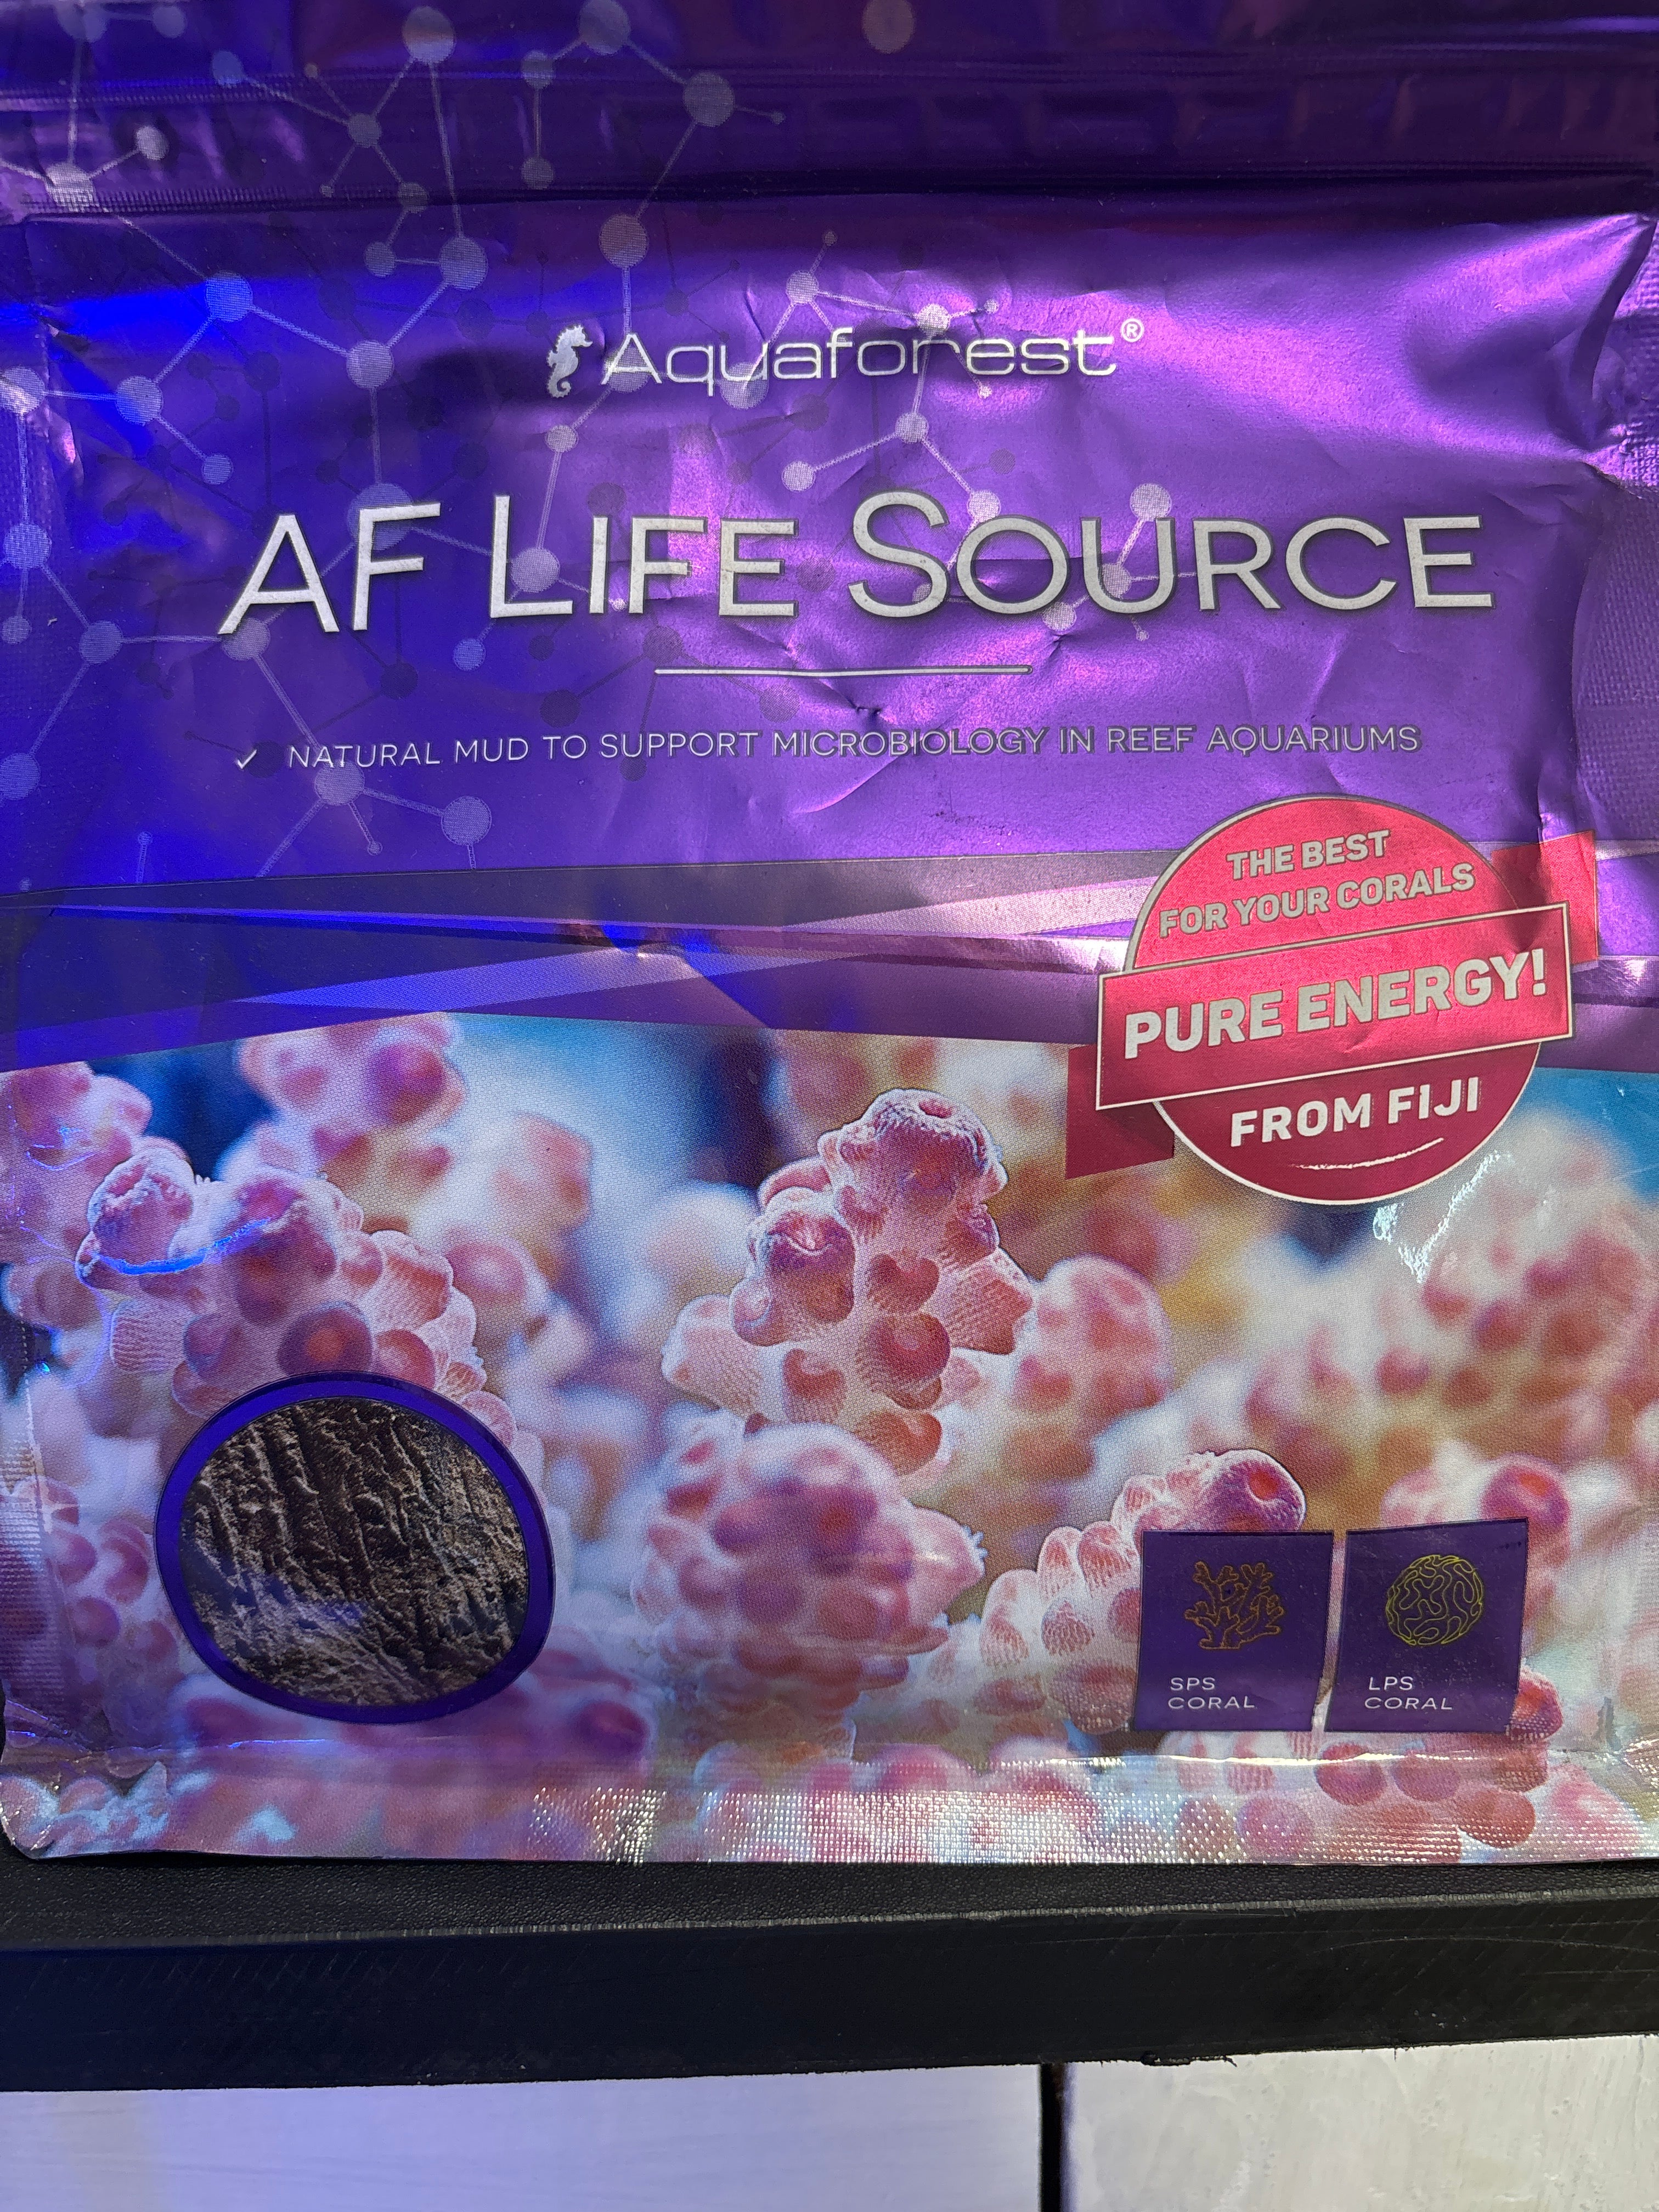 Aquaforest®
AF LIFE SOURCE
✓ NATURAL MUD TO SUPPORT MICROBIOLOGY IN REEF AQUARIUMS
THE BEST
FOR YOUR CORALS
PURE ENERGY!
FROM FIJI
SPS
CORAL
LPS
CORAL